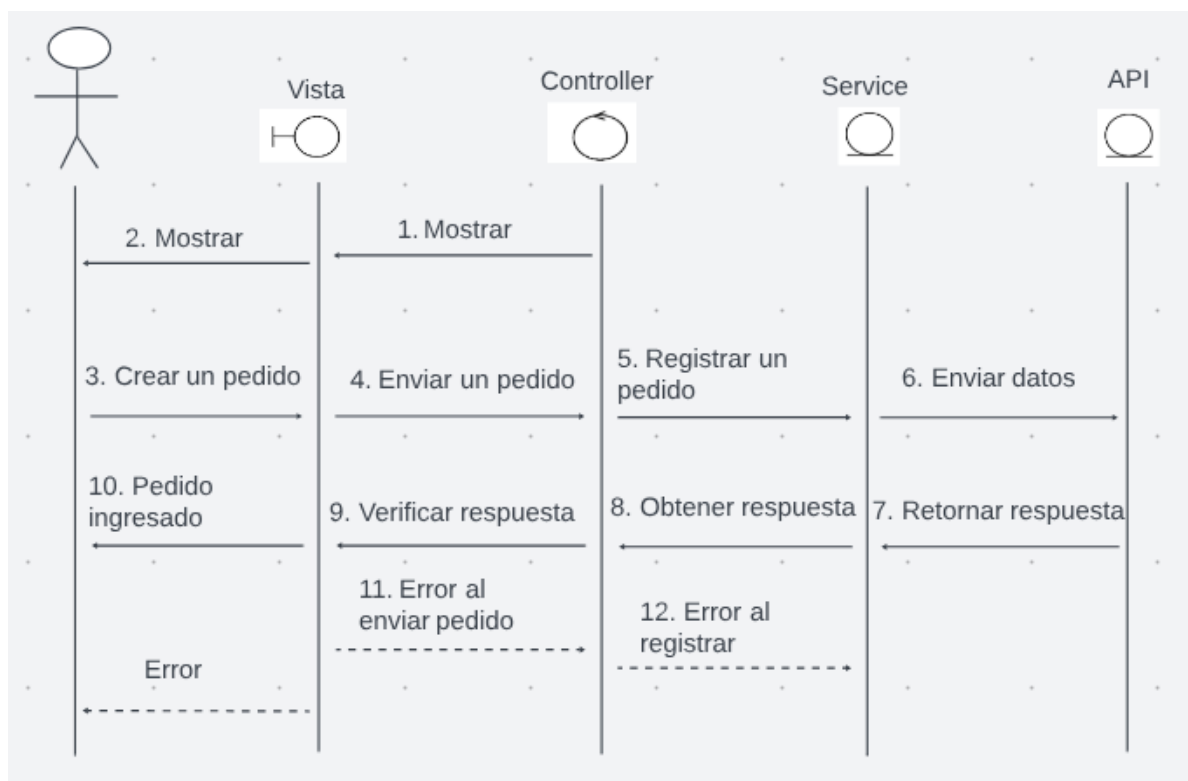 Vista
Controller
Service
API
2. Mostrar
1. Mostrar
3. Crear un pedido
4. Enviar un pedido
5. Registrar un
pedido
6. Enviar datos
10. Pedido
ingresado
9. Verificar respuesta
8. Obtener respuesta
7. Retornar respuesta
11. Error al
enviar pedido
12. Error al
registrar
Error